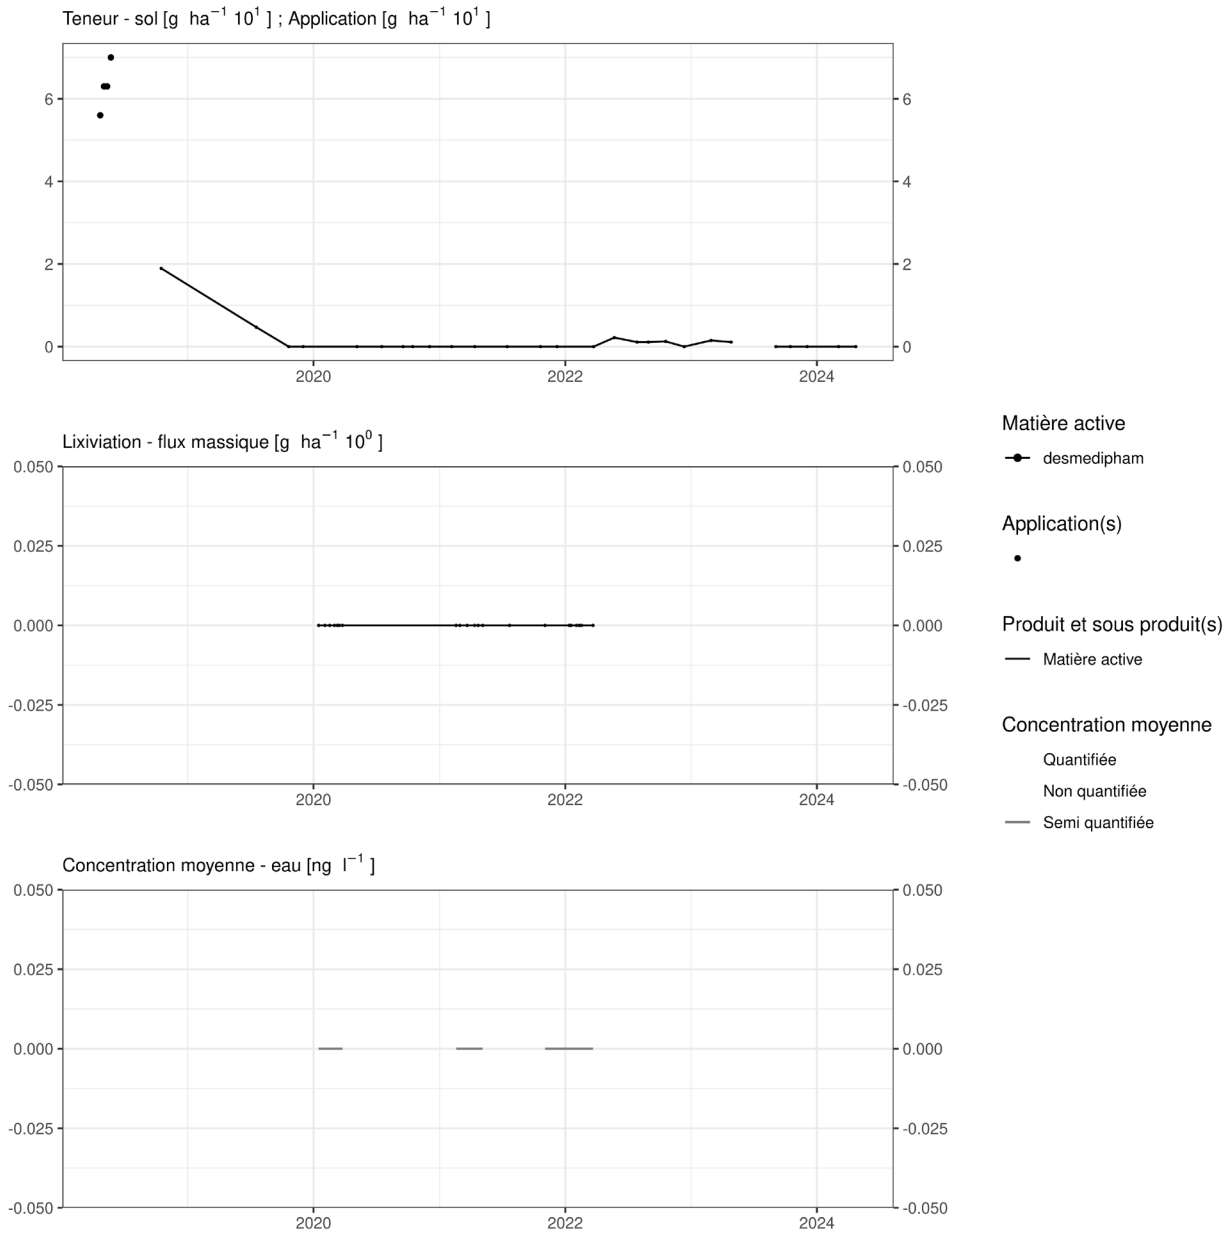 Teneur - sol [g ha⁻¹ 10¹ ] ; Application [g ha⁻¹ 10¹ ]
6 6
4 4
2 2
0 0
2020 2022 2024
Lixiviation - flux massique [g ha⁻¹ 10⁰ ]
0.050 0.050
0.025 0.025
0.000 0.000
-0.025 -0.025
-0.050 -0.050
2020 2022 2024
Concentration moyenne - eau [ng l⁻¹ ]
0.050 0.050
0.025 0.025
0.000 0.000
-0.025 -0.025
-0.050 -0.050
2020 2022 2024
Matière active
desmedipham
Application(s)
Produit et sous produit(s)
Matière active
Concentration moyenne
Quantifiée
Non quantifiée
Semi quantifiée